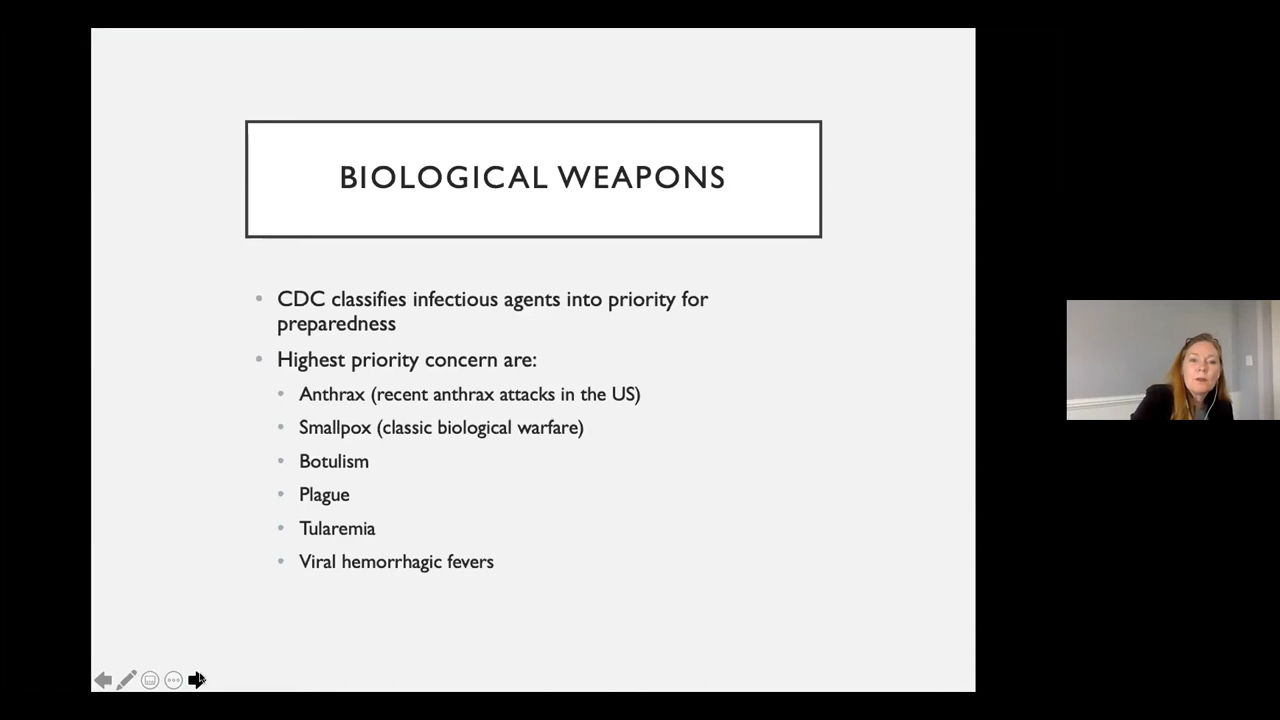 BIOLOGICAL WEAPONS
• CDC classifies infectious agents into priority for
preparedness
• Highest priority concern are:
• Anthrax (recent anthrax attacks in the US)
• Smallpox (classic biological warfare)
• Botulism
• Plague
• Tularemia
• Viral hemorrhagic fevers